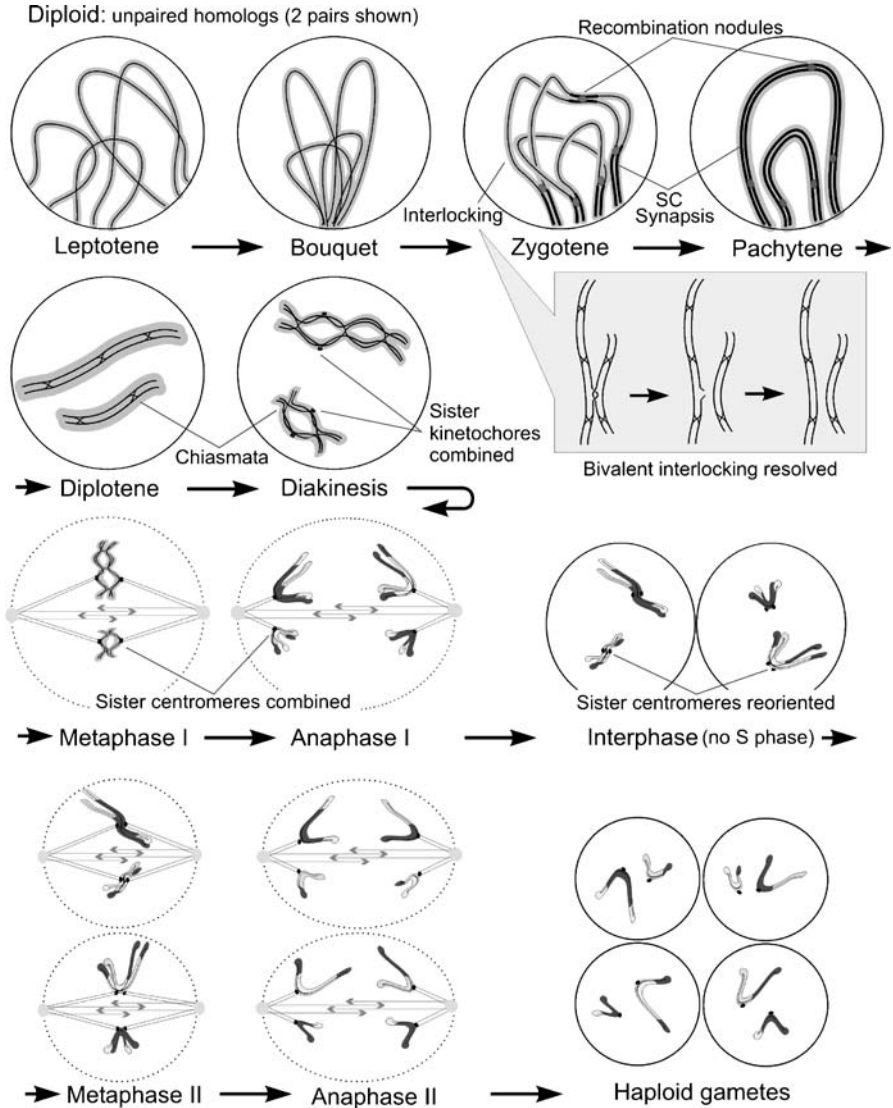 Diploid: unpaired homologs (2 pairs shown)
Recombination nodules
Interlocking
SC
Synapsis
Leptotene
Bouquet
Zygotene
Pachytene
Chiasmata
Sister
kinetochores
combined
Bivalent interlocking resolved
Diplotene
Diakinesis
Sister centromeres combined
Sister centromeres reoriented
Metaphase I
Anaphase I
Interphase (no S phase)
Metaphase II
Anaphase II
Haploid gametes